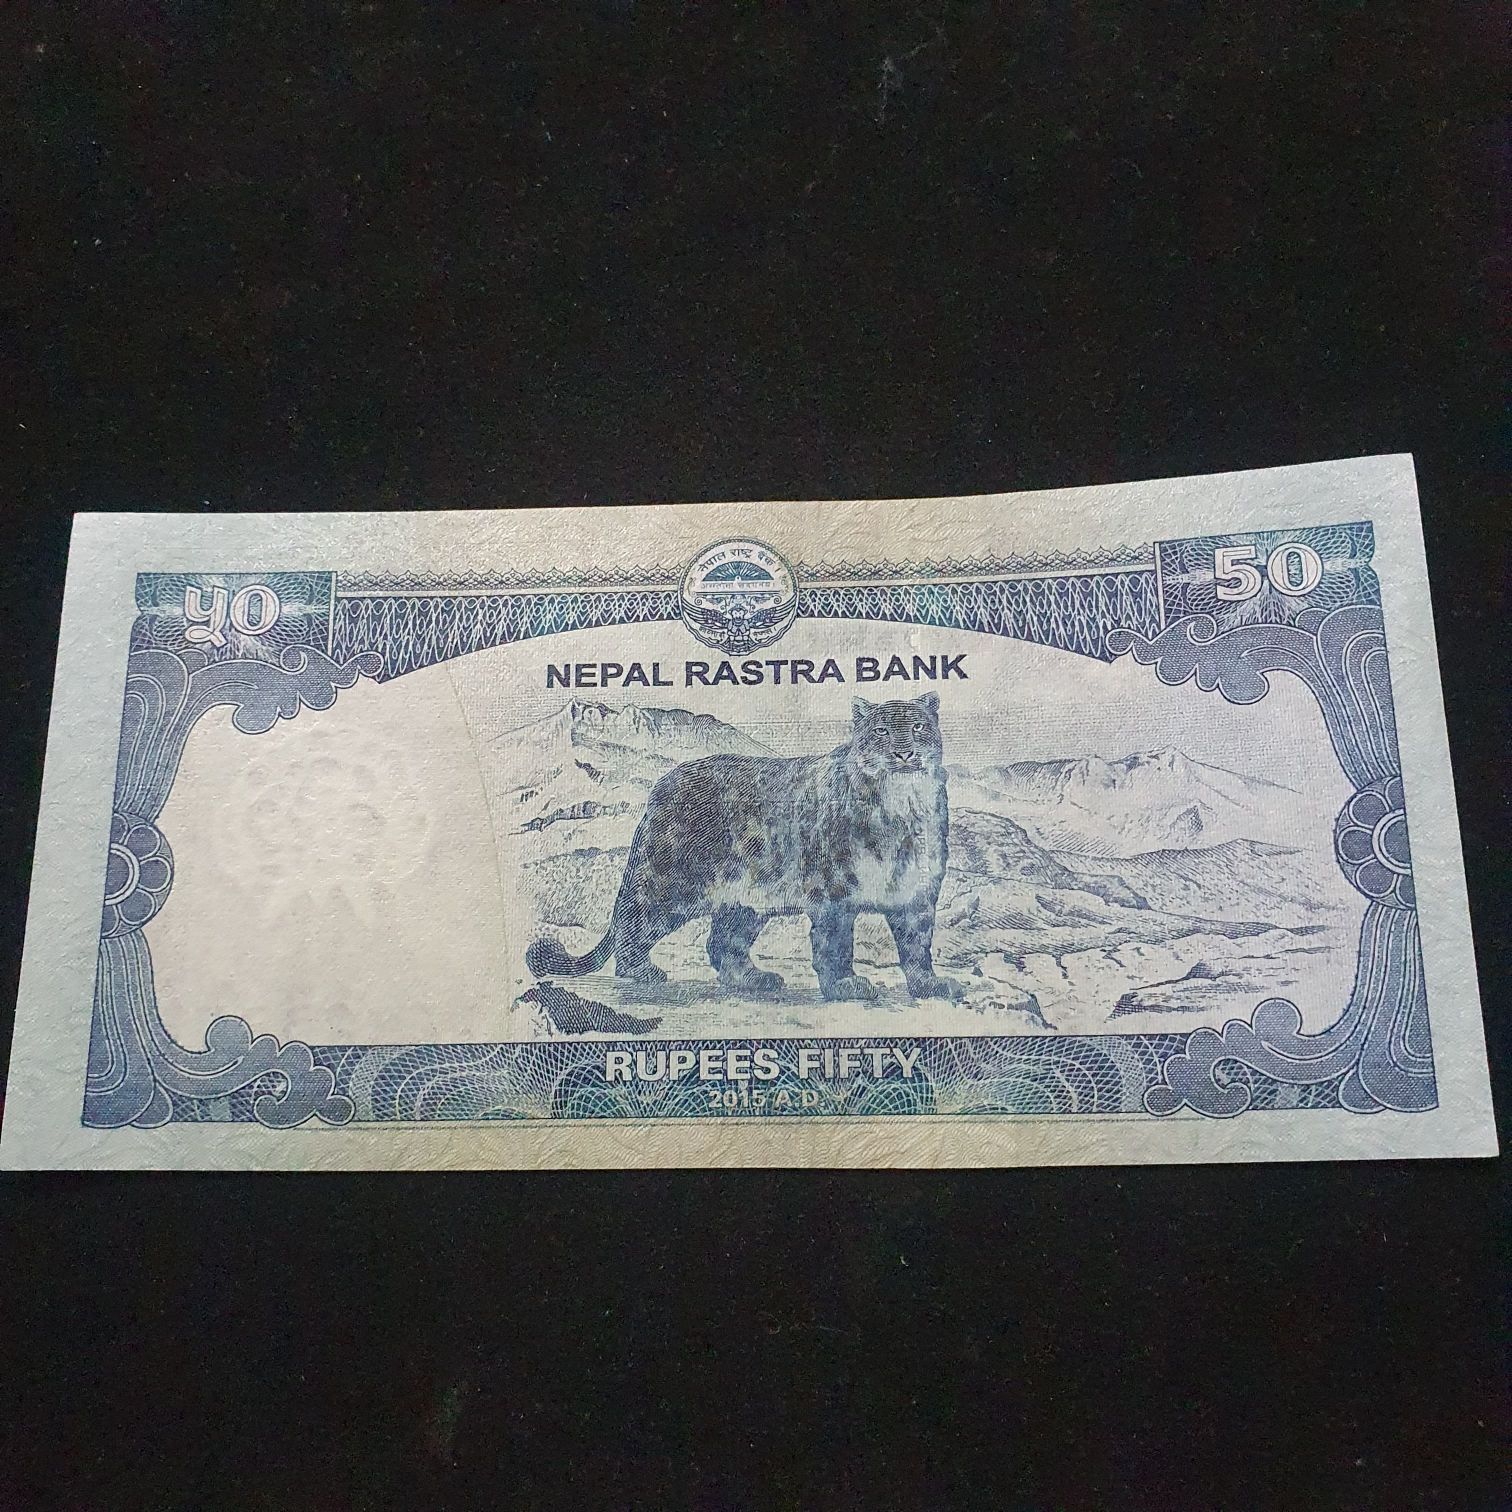 ५० नेपाल राष्ट्र बैंक 50
NEPAL RASTRA BANK
RUPEES FIFTY
2015 A.D.